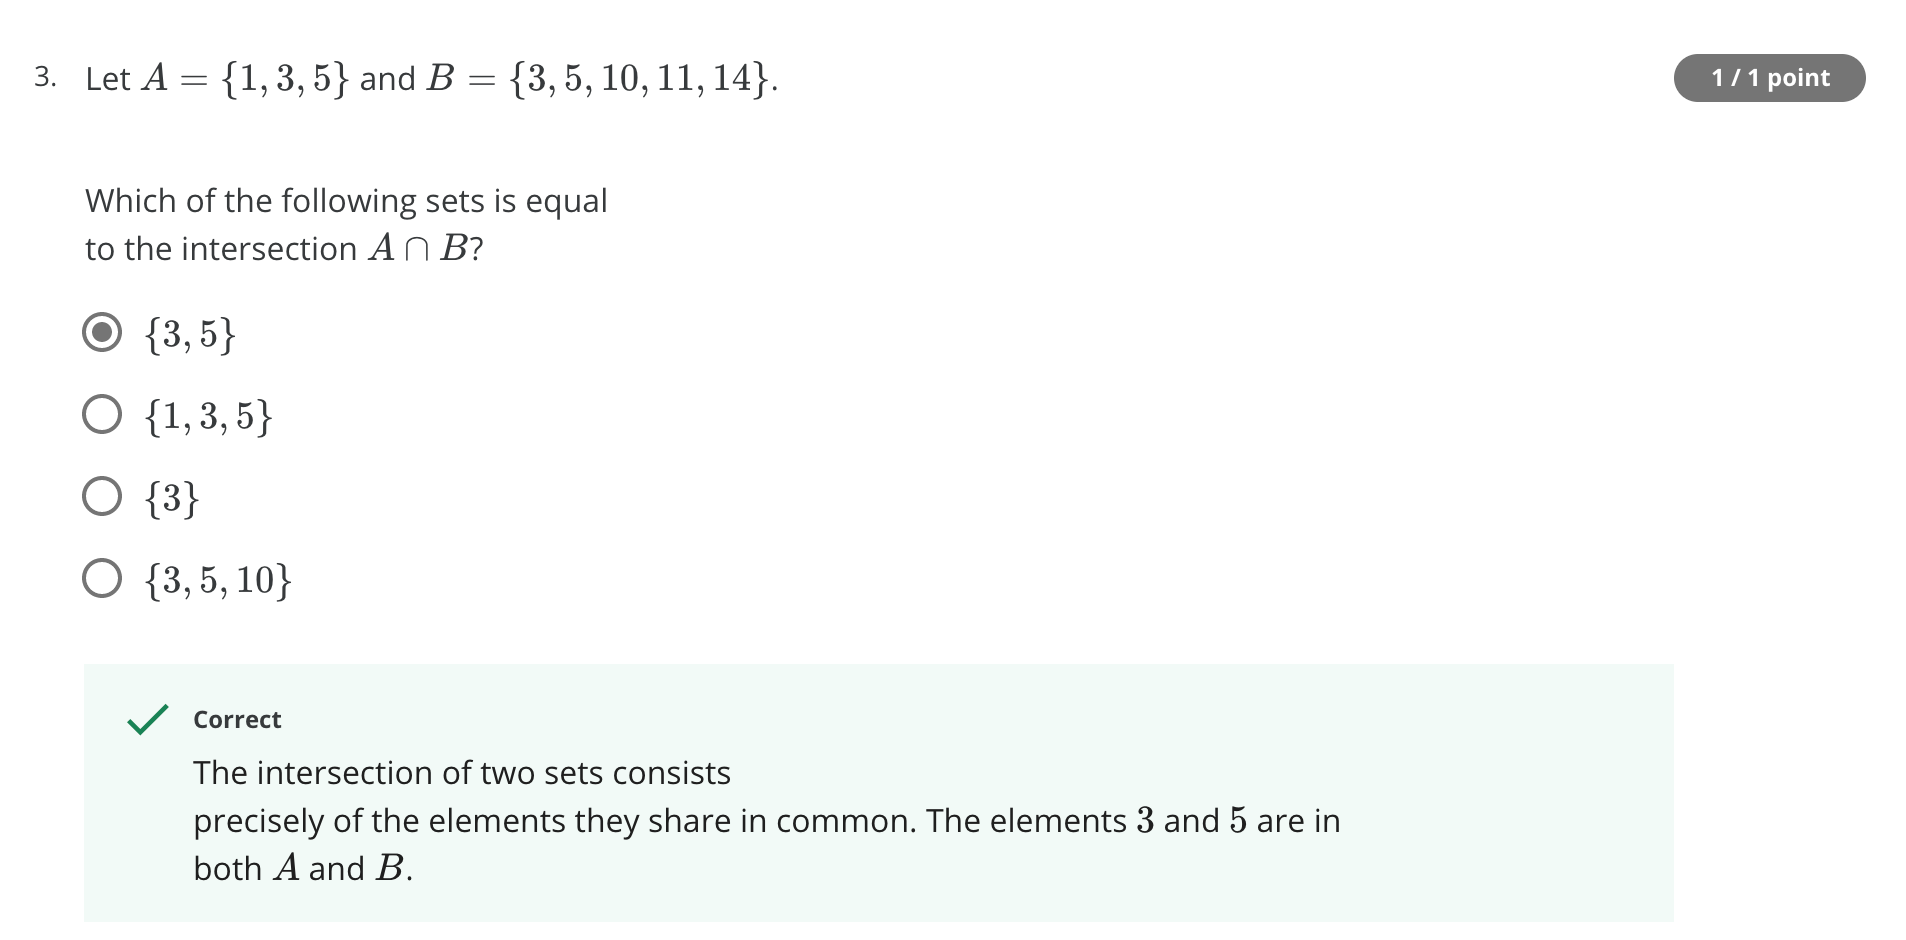 3. Let A = {1, 3, 5} and B = {3, 5, 10, 11, 14}.
1 / 1 point
Which of the following sets is equal
to the intersection A ∩ B?
{3, 5}
{1, 3, 5}
{3}
{3, 5, 10}
Correct
The intersection of two sets consists
precisely of the elements they share in common. The elements 3 and 5 are in
both A and B.